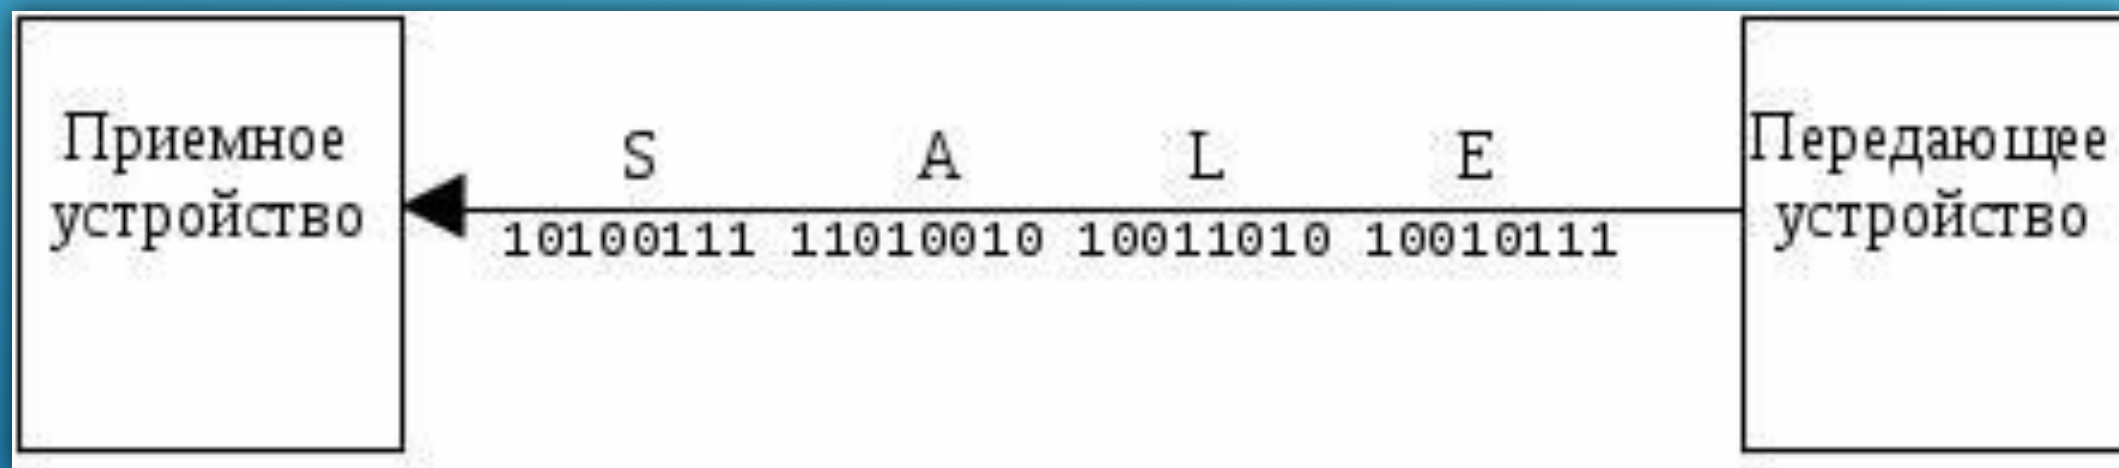 Приемное
устройство
S A L E
10100111 11010010 10011010 10010111
Передающее
устройство